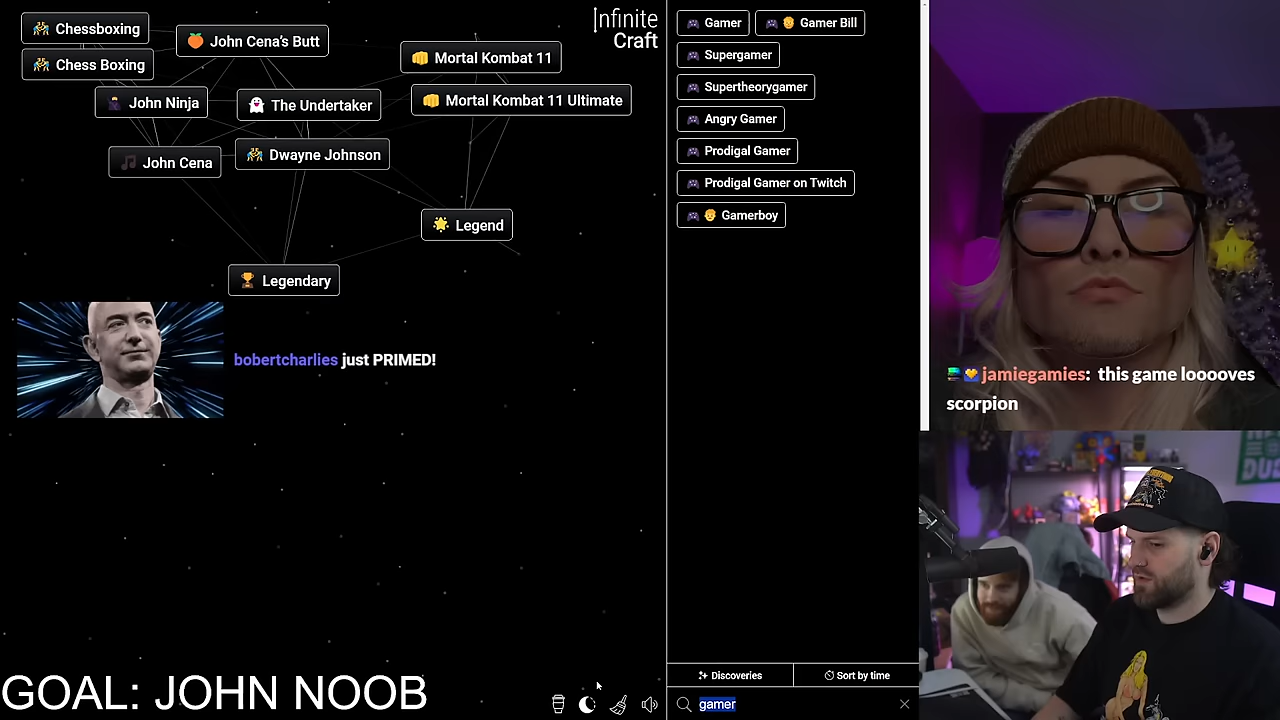 Chessboxing
Chess Boxing
John Cena's Butt
John Ninja
The Undertaker
John Cena
Dwayne Johnson
Mortal Kombat 11
Mortal Kombat 11 Ultimate
Legend
Legendary
Infinite
Craft
bobertcharlies just PRIMED!
GOAL: JOHN NOOB
Gamer
Gamer Bill
Supergamer
Supertheorygamer
Angry Gamer
Prodigal Gamer
Prodigal Gamer on Twitch
Gamerboy
Discoveries
Sort by time
gamer
jamiegamies: this game looooves
scorpion